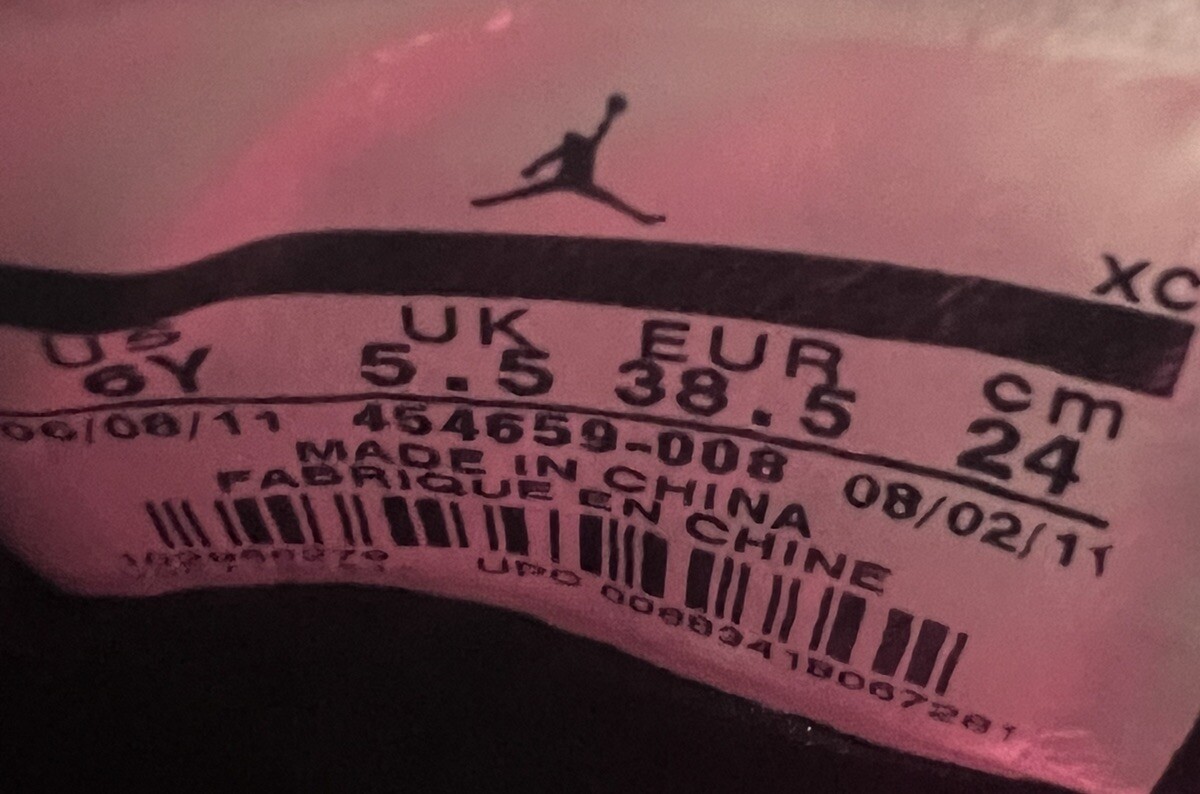 XC
US UK EUR cm
6Y 5.5 38.5 24
06/08/11 454659-008 08/02/11
MADE IN CHINA
FABRIQUE EN CHINE
UPC